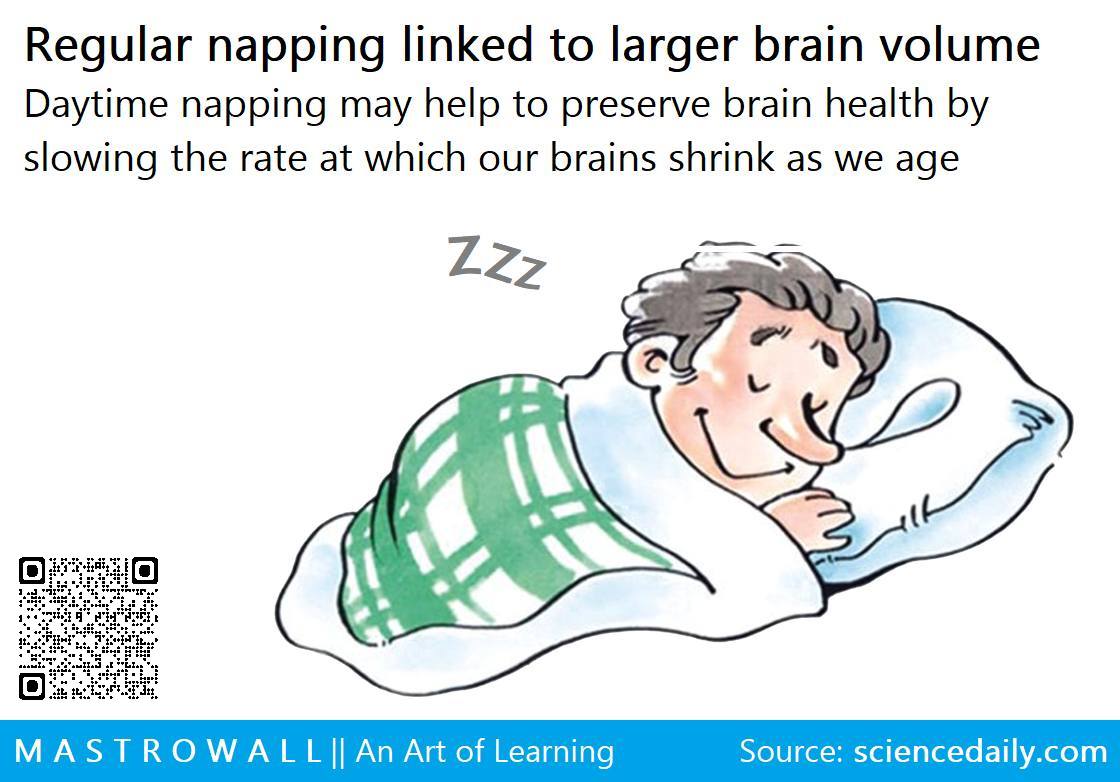 Regular napping linked to larger brain volume
Daytime napping may help to preserve brain health by
slowing the rate at which our brains shrink as we age
ZZz
MASTROWALL || An Art of Learning
Source: sciencedaily.com